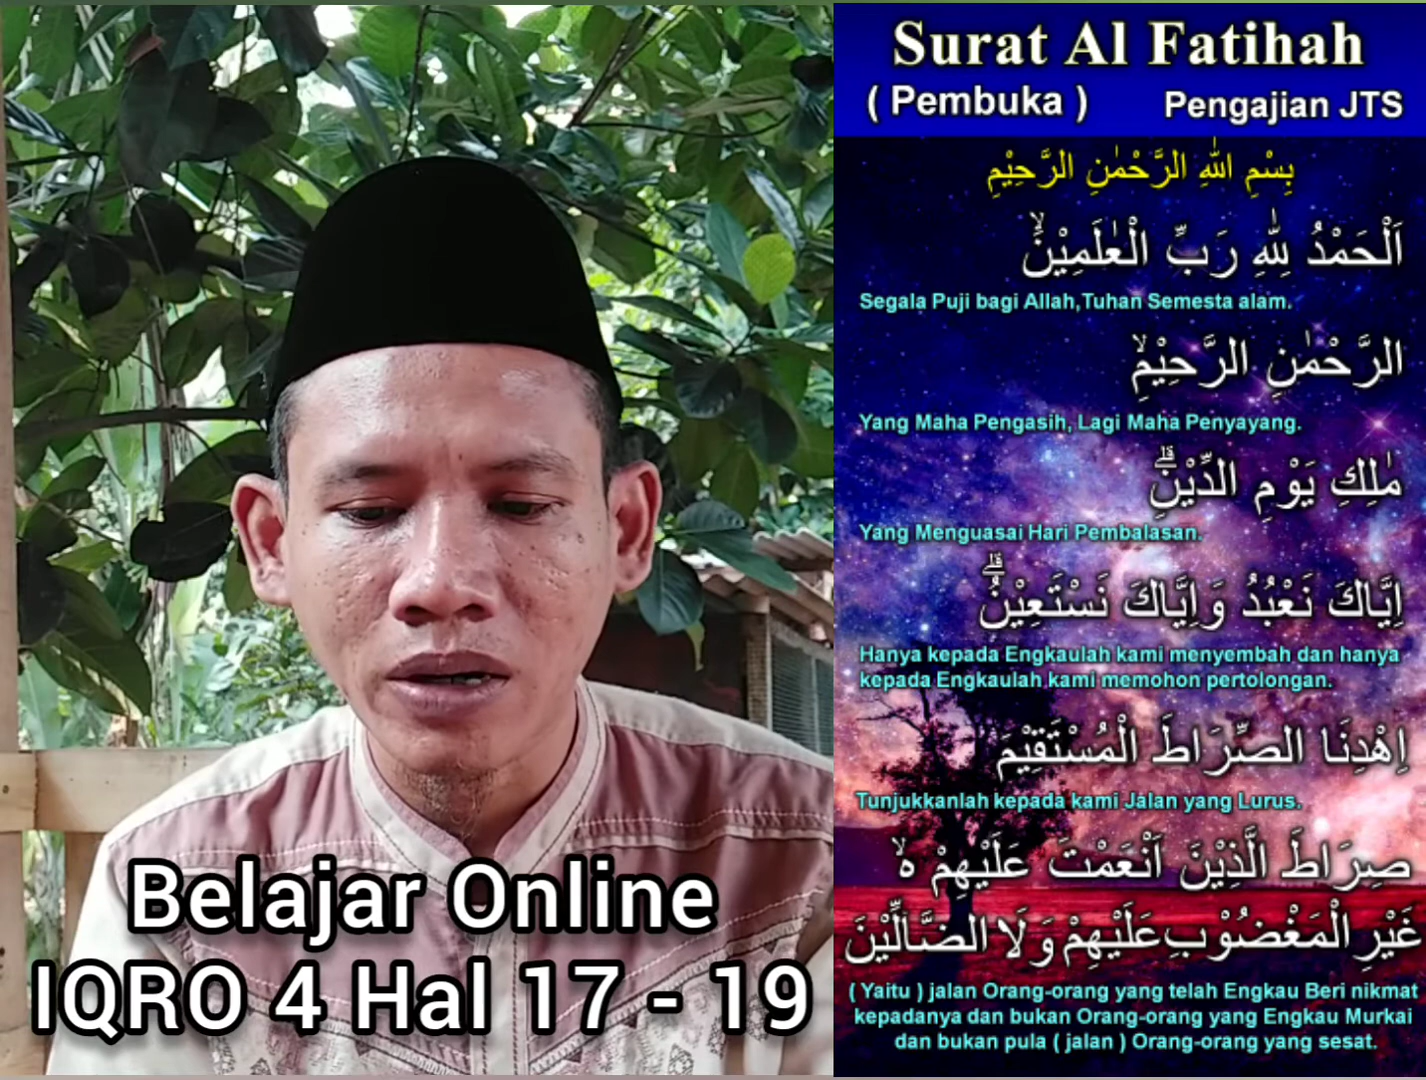 Belajar Online
IQRO 4 Hal 17 - 19
Surat Al Fatihah
( Pembuka ) Pengajian JTS
بِسْمِ اللهِ الرَّحْمٰنِ الرَّحِيْمِ
اَلْحَمْدُ لِلّٰهِ رَبِّ الْعٰلَمِيْنَۙ
Segala Puji bagi Allah,Tuhan Semesta alam.
الرَّحْمٰنِ الرَّحِيْمِۙ
Yang Maha Pengasih, Lagi Maha Penyayang.
مٰلِكِ يَوْمِ الدِّيْنِۗ
Yang Menguasai Hari Pembalasan.
اِيَّاكَ نَعْبُدُ وَاِيَّاكَ نَسْتَعِيْنُۗ
Hanya kepada Engkaulah kami menyembah dan hanya
kepada Engkaulah kami memohon pertolongan.
اِهْدِنَا الصِّرَاطَ الْمُسْتَقِيْمَ
Tunjukkanlah kepada kami Jalan yang Lurus.
صِرَاطَ الَّذِيْنَ اَنْعَمْتَ عَلَيْهِمْ ەۙ
غَيْرِ الْمَغْضُوْبِ عَلَيْهِمْ وَلَا الضَّاۤلِّيْنَ
( Yaitu ) jalan Orang-orang yang telah Engkau Beri nikmat
kepadanya dan bukan Orang-orang yang Engkau Murkai
dan bukan pula ( jalan ) Orang-orang yang sesat.